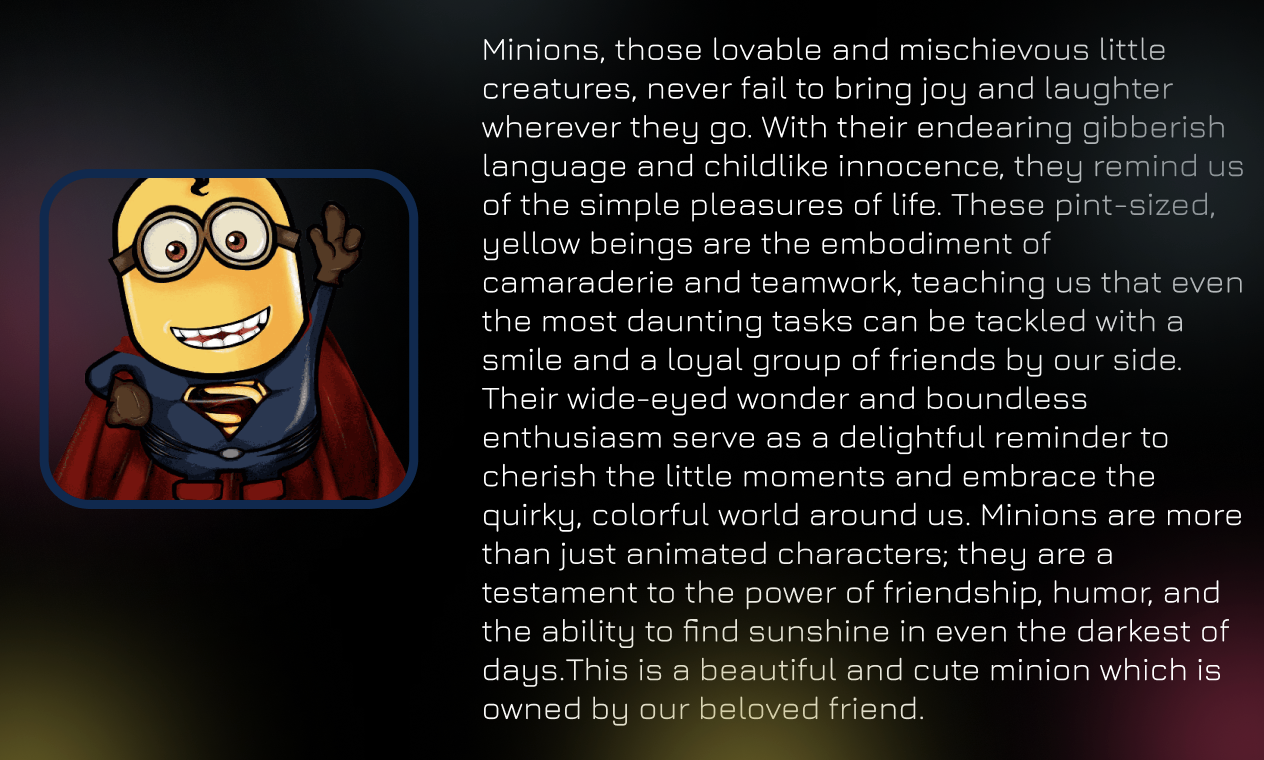 Minions, those lovable and mischievous little
creatures, never fail to bring joy and laughter
wherever they go. With their endearing gibberish
language and childlike innocence, they remind us
of the simple pleasures of life. These pint-sized,
yellow beings are the embodiment of
camaraderie and teamwork, teaching us that even
the most daunting tasks can be tackled with a
smile and a loyal group of friends by our side.
Their wide-eyed wonder and boundless
enthusiasm serve as a delightful reminder to
cherish the little moments and embrace the
quirky, colorful world around us. Minions are more
than just animated characters; they are a
testament to the power of friendship, humor, and
the ability to find sunshine in even the darkest of
days.This is a beautiful and cute minion which is
owned by our beloved friend.